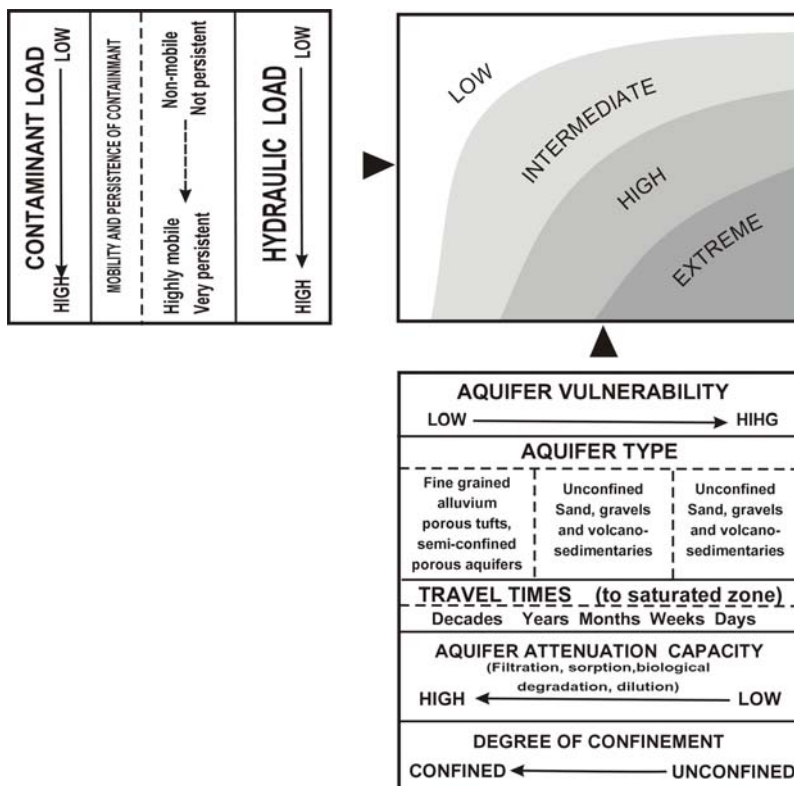 CONTAMINANT LOAD
LOW
HIGH
MOBILITY AND PERSISTENCE OF CONTAIINMANT
Non-mobile
Not persistent
Highly mobile
Very persistent
HYDRAULIC LOAD
LOW
HIGH
LOW
INTERMEDIATE
HIGH
EXTREME
AQUIFER VULNERABILITY
LOW HIHG
AQUIFER TYPE
Fine grained
alluvium
porous tufts,
semi-confined
porous aquifers
Unconfined
Sand, gravels
and volcano-
sedimentaries
Unconfined
Sand, gravels
and volcano-
sedimentaries
TRAVEL TIMES (to saturated zone)
Decades Years Months Weeks Days
AQUIFER ATTENUATION CAPACITY
(Filtration, sorption,biological
degradation, dilution)
HIGH LOW
DEGREE OF CONFINEMENT
CONFINED UNCONFINED